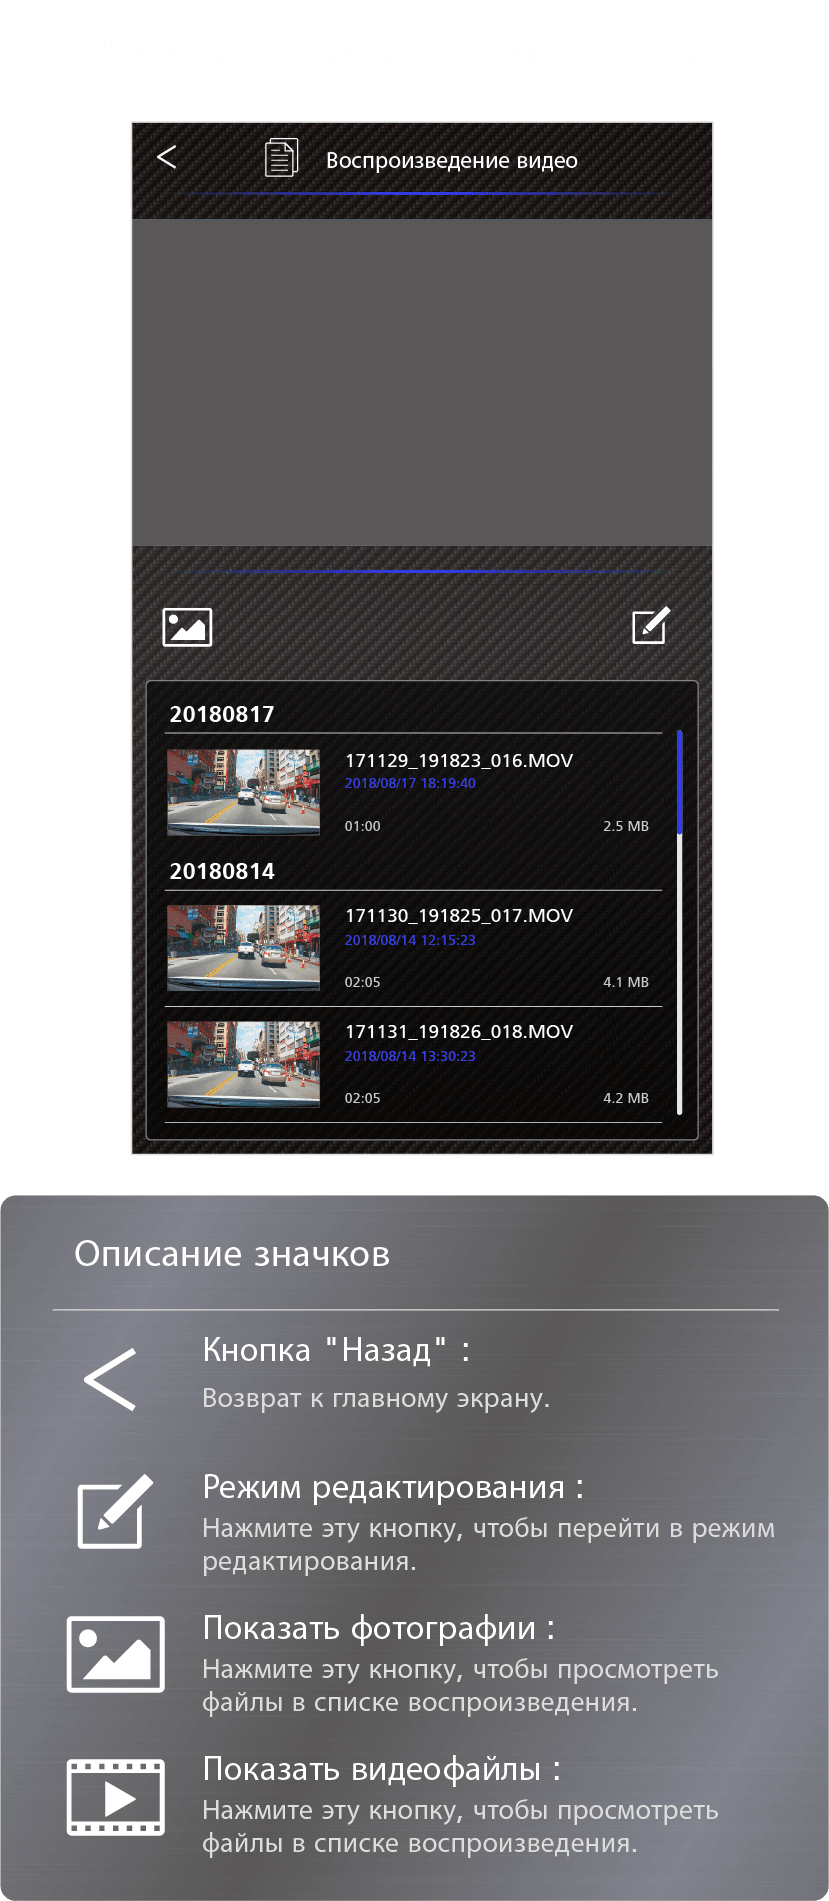 Воспроизведение видео
20180817
171129_191823_016.MOV
2018/08/17 18:19:40
01:00 2.5 MB
20180814
171130_191825_017.MOV
2018/08/14 12:15:23
02:05 4.1 MB
171131_191826_018.MOV
2018/08/14 13:30:23
02:05 4.2 MB
Описание значков
Кнопка "Назад" :
Возврат к главному экрану.
Режим редактирования :
Нажмите эту кнопку, чтобы перейти в режим
редактирования.
Показать фотографии :
Нажмите эту кнопку, чтобы просмотреть
файлы в списке воспроизведения.
Показать видеофайлы :
Нажмите эту кнопку, чтобы просмотреть
файлы в списке воспроизведения.